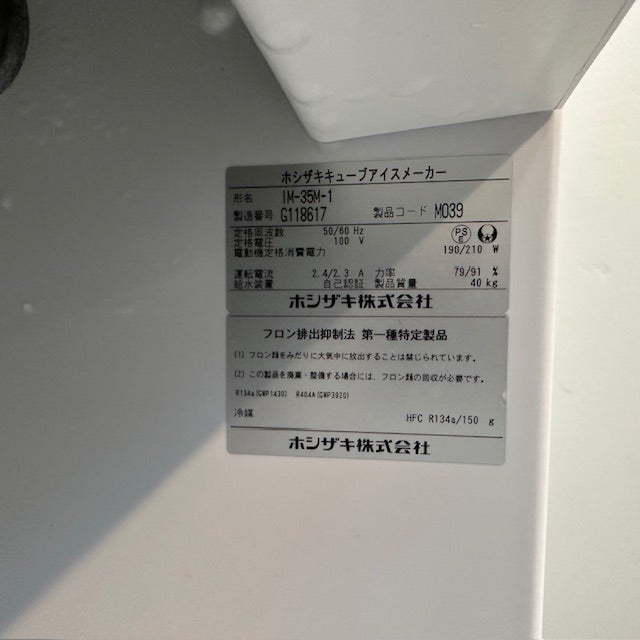 ホシザキキューブアイスメーカー
形名 IM-35M-1
製造番号 G118617 製品コード M039
定格周波数 50/60 Hz
定格電圧 100 V
電動機定格消費電力 190/210 W
PS E
運転電流 2.4/2.3 A 力率 79/91 %
給水装置 自己認証 製品質量 40 kg
ホシザキ株式会社
フロン排出抑制法 第一種特定製品
(1) フロン類をみだりに大気中に放出することは禁じられています。
(2) この製品を廃棄・整備する場合には、フロン類の回収が必要です。
R134a(GWP1430) R404A(GWP3920)
冷媒 HFC R134a/150 g
ホシザキ株式会社